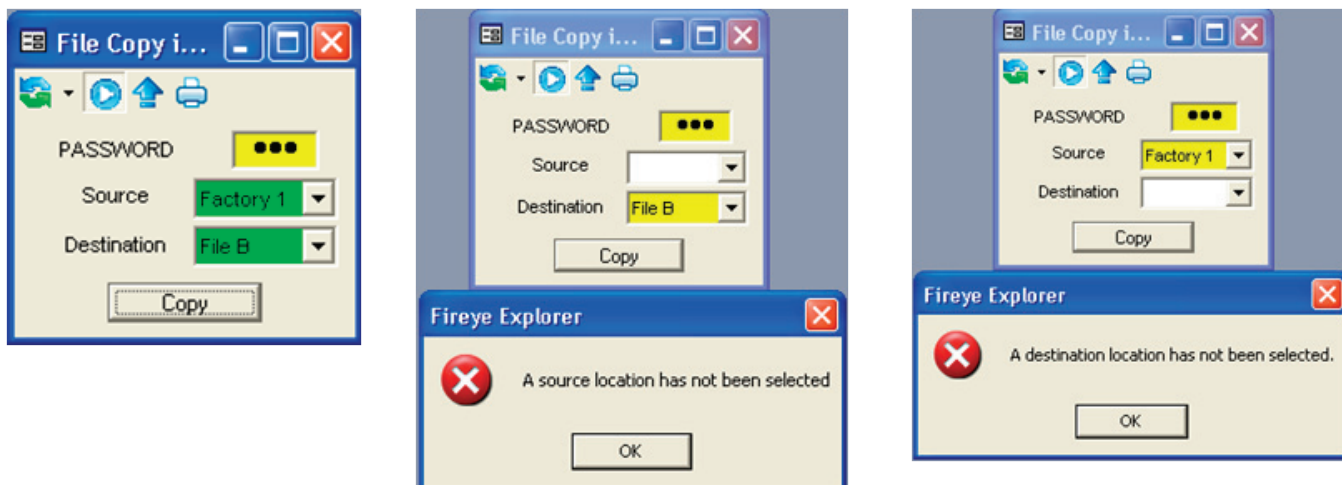 File Copy i...
PASSWORD •••
Source Factory 1
Destination File B
Copy
File Copy i...
PASSWORD •••
Source
Destination File B
Copy
Fireye Explorer
A source location has not been selected
OK
File Copy i...
PASSWORD •••
Source Factory 1
Destination
Copy
Fireye Explorer
A destination location has not been selected.
OK